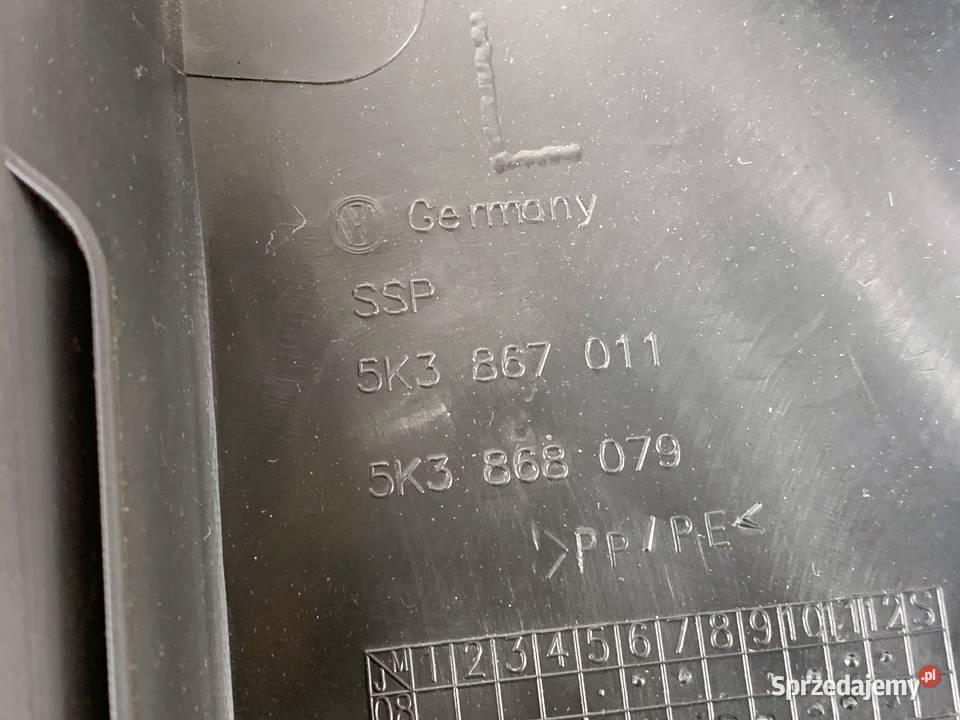 L
VW Germany
SSP
5K3 867 011
5K3 868 079
>PP/PE<
M 1 2 3 4 5 6 7 8 9 10 11 12 S
J
08
Sprzedajemy.pl